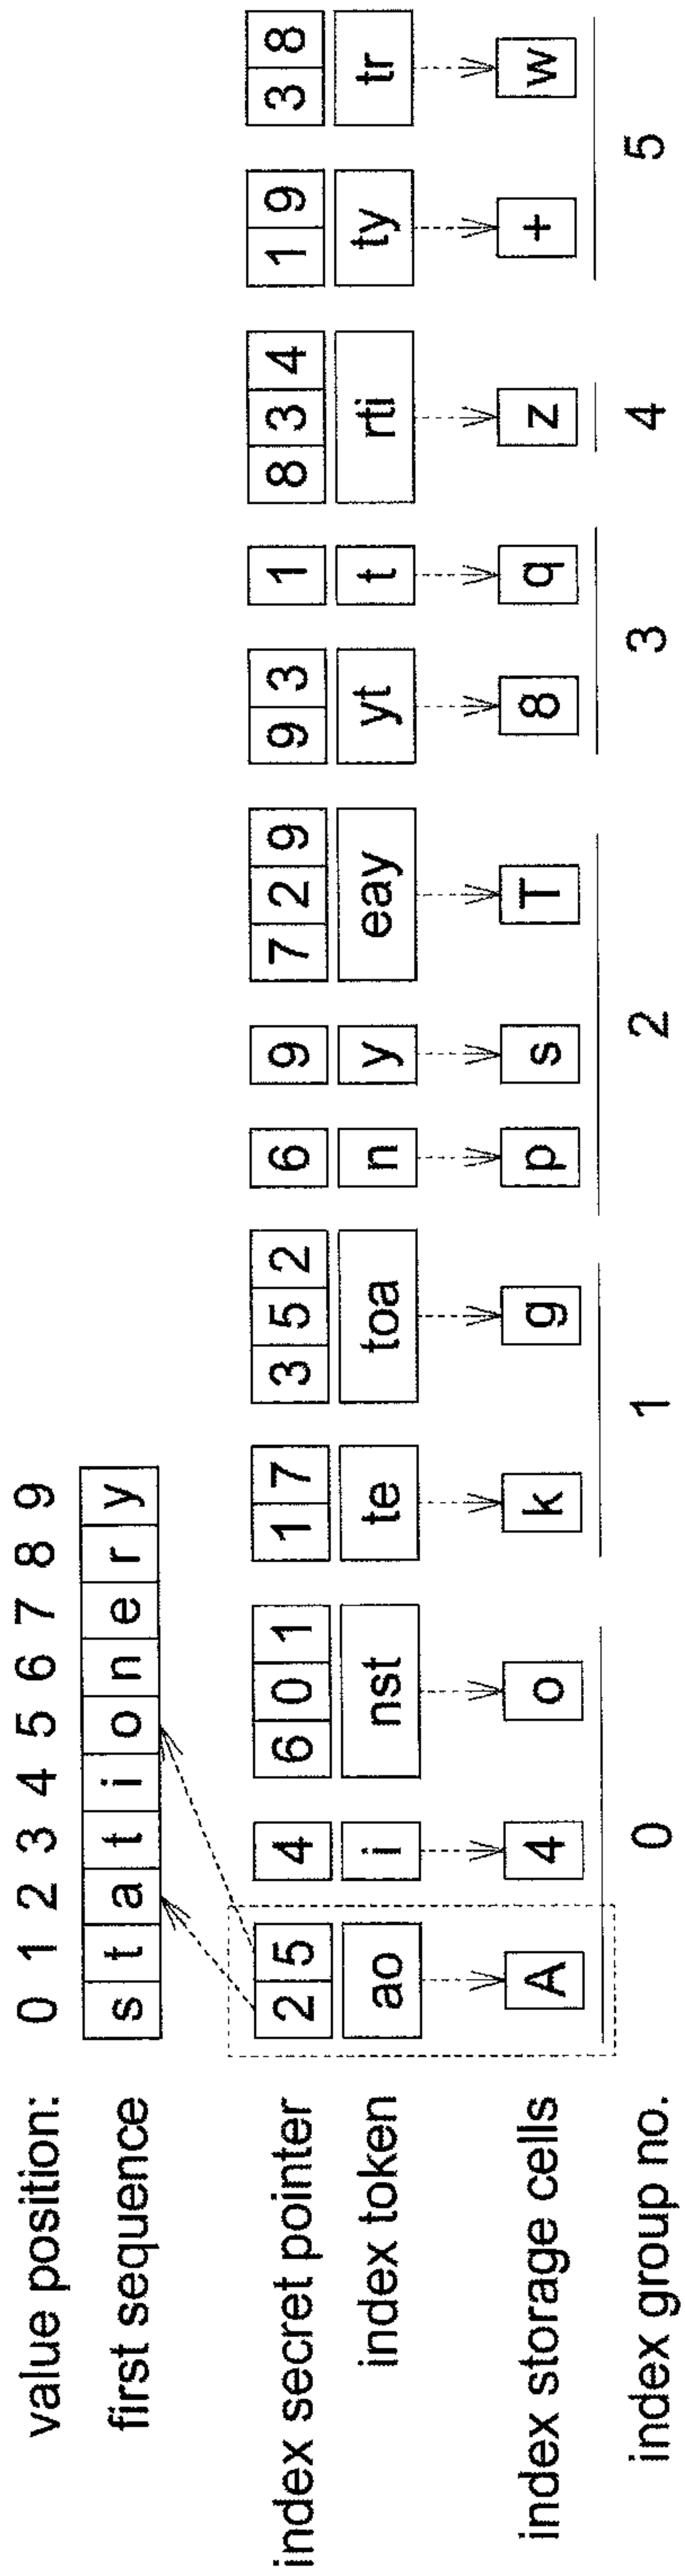 value position: 0 1 2 3 4 5 6 7 8 9
first sequence s t a t i o n e r y
index secret pointer 2 5 4 6 0 1 1 7 3 5 2 6 9 7 2 9 9 3 1 8 3 4 1 9 3 8
index token ao i nst te toa n y eay yt t rti ty tr
index storage cells A 4 o k g p s T 8 q z + w
index group no. 0 1 2 3 4 5